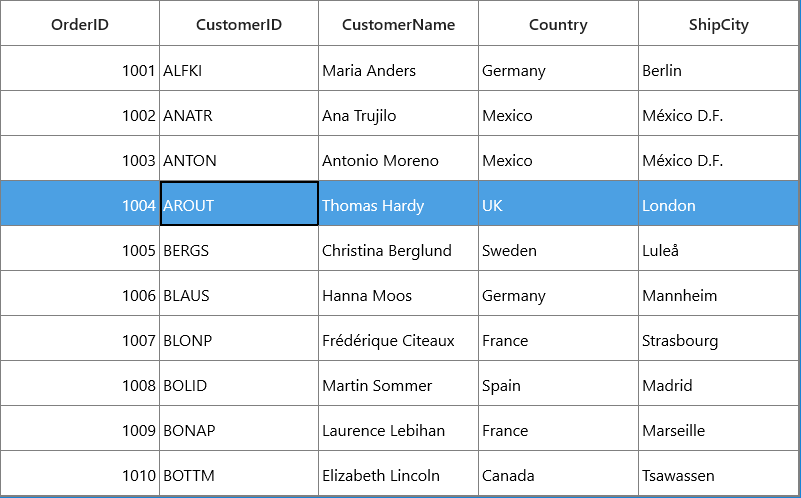 OrderID CustomerID CustomerName Country ShipCity
1001 ALFKI Maria Anders Germany Berlin
1002 ANATR Ana Trujilo Mexico México D.F.
1003 ANTON Antonio Moreno Mexico México D.F.
1004 AROUT Thomas Hardy UK London
1005 BERGS Christina Berglund Sweden Luleå
1006 BLAUS Hanna Moos Germany Mannheim
1007 BLONP Frédérique Citeaux France Strasbourg
1008 BOLID Martin Sommer Spain Madrid
1009 BONAP Laurence Lebihan France Marseille
1010 BOTTM Elizabeth Lincoln Canada Tsawassen